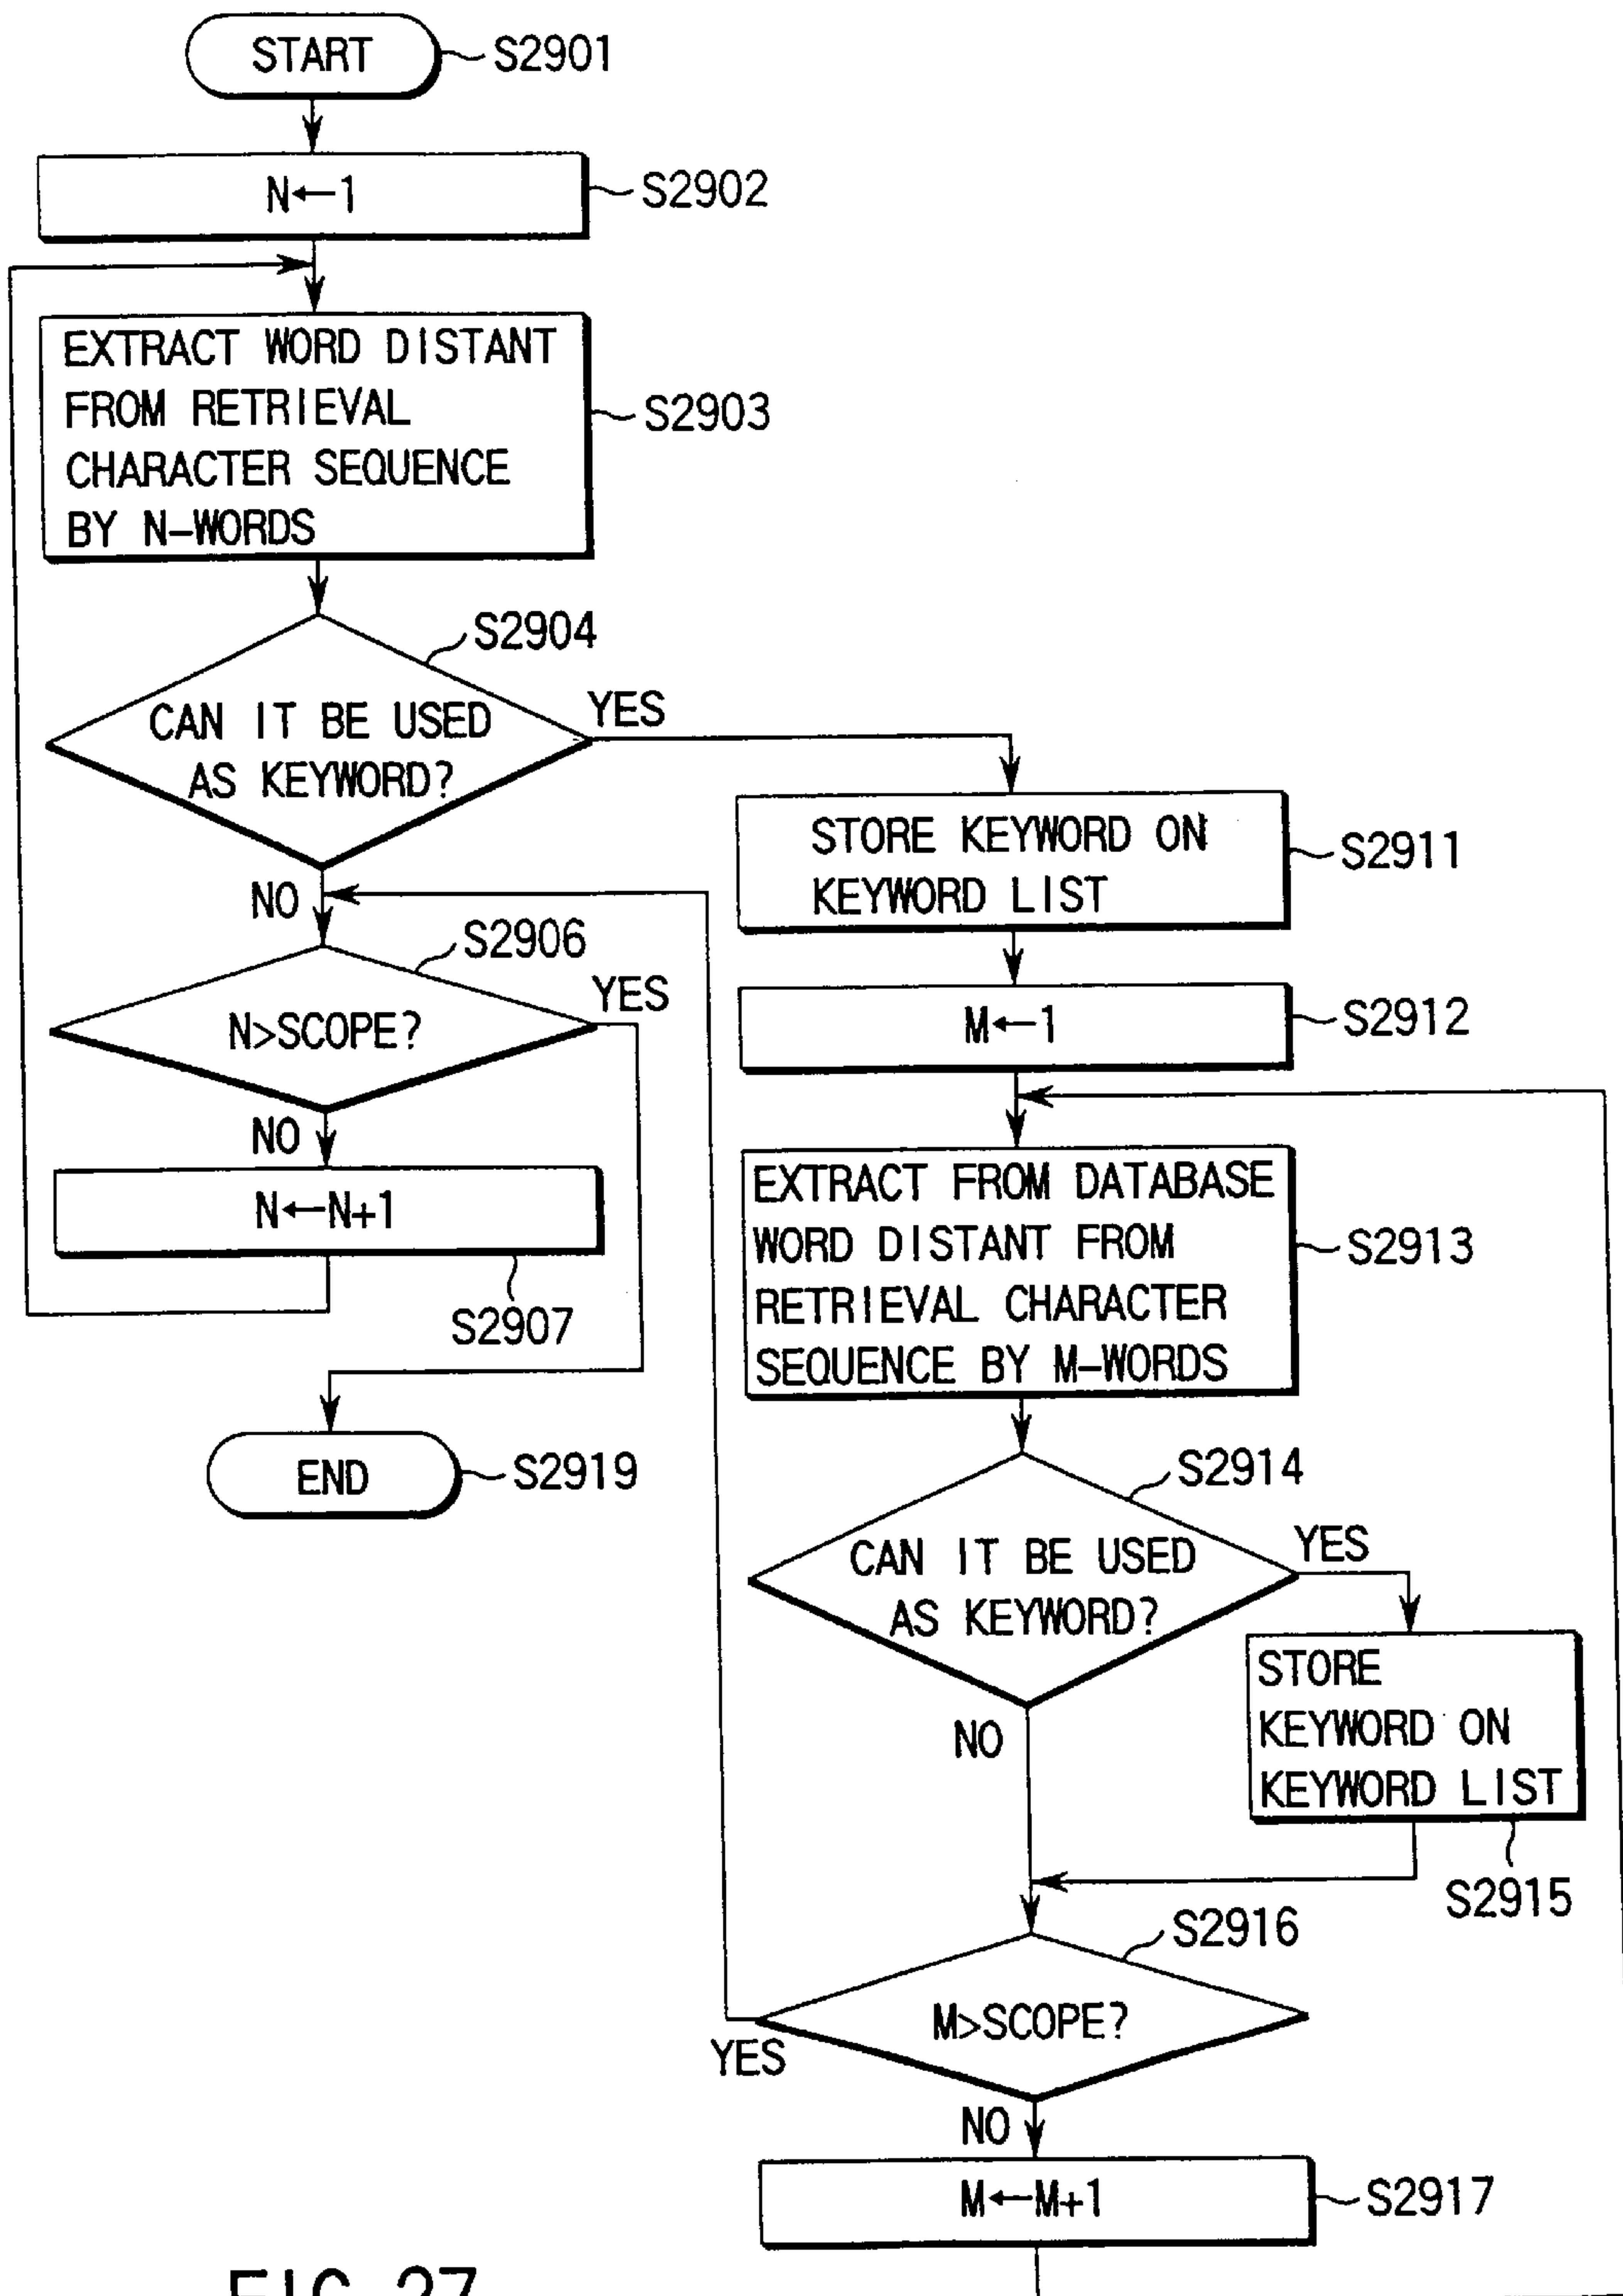 START
S2901
N←1
S2902
EXTRACT WORD DISTANT
FROM RETRIEVAL
CHARACTER SEQUENCE
BY N-WORDS
S2903
S2904
CAN IT BE USED
AS KEYWORD?
YES
NO
S2906
N>SCOPE?
YES
NO
N←N+1
S2907
END
S2919
STORE KEYWORD ON
KEYWORD LIST
S2911
M←1
S2912
EXTRACT FROM DATABASE
WORD DISTANT FROM
RETRIEVAL CHARACTER
SEQUENCE BY M-WORDS
S2913
S2914
CAN IT BE USED
AS KEYWORD?
YES
NO
STORE
KEYWORD ON
KEYWORD LIST
S2915
S2916
M>SCOPE?
YES
NO
M←M+1
S2917
FIG. 27